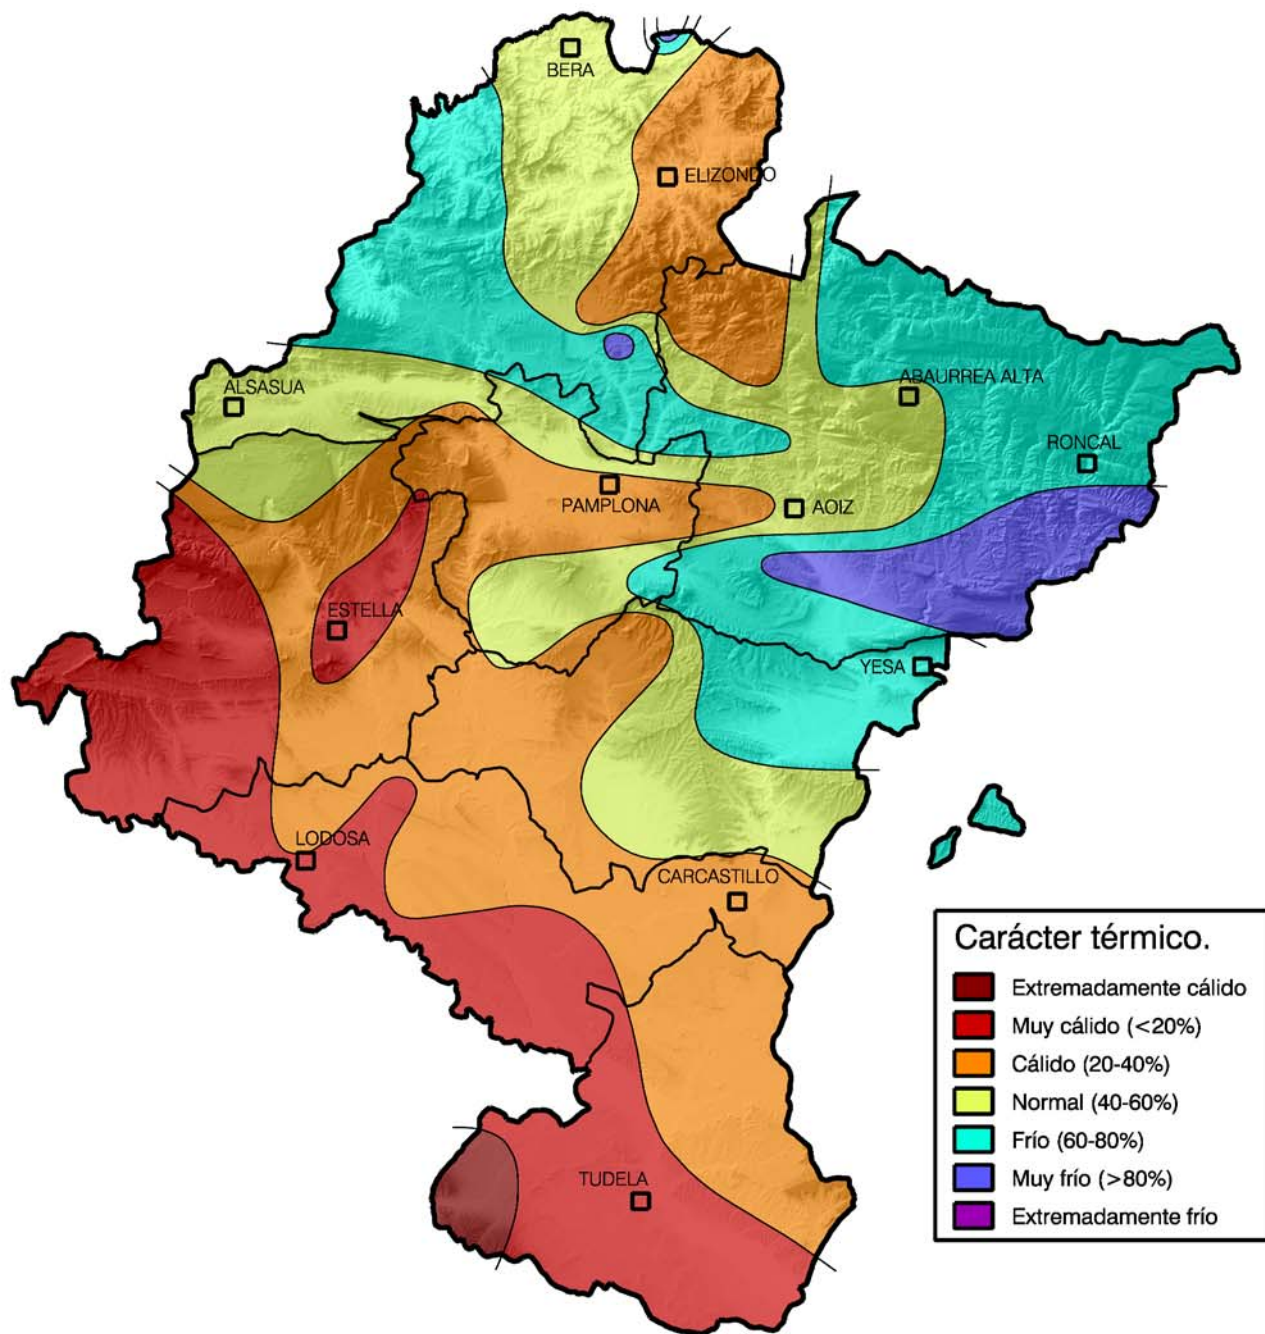 BERA
ELIZONDO
ALSASUA
ABAURREA ALTA
RONCAL
PAMPLONA
AOIZ
ESTELLA
YESA
LODOSA
CARCASTILLO
TUDELA
Carácter térmico.
Extremadamente cálido
Muy cálido (<20%)
Cálido (20-40%)
Normal (40-60%)
Frío (60-80%)
Muy frío (>80%)
Extremadamente frío